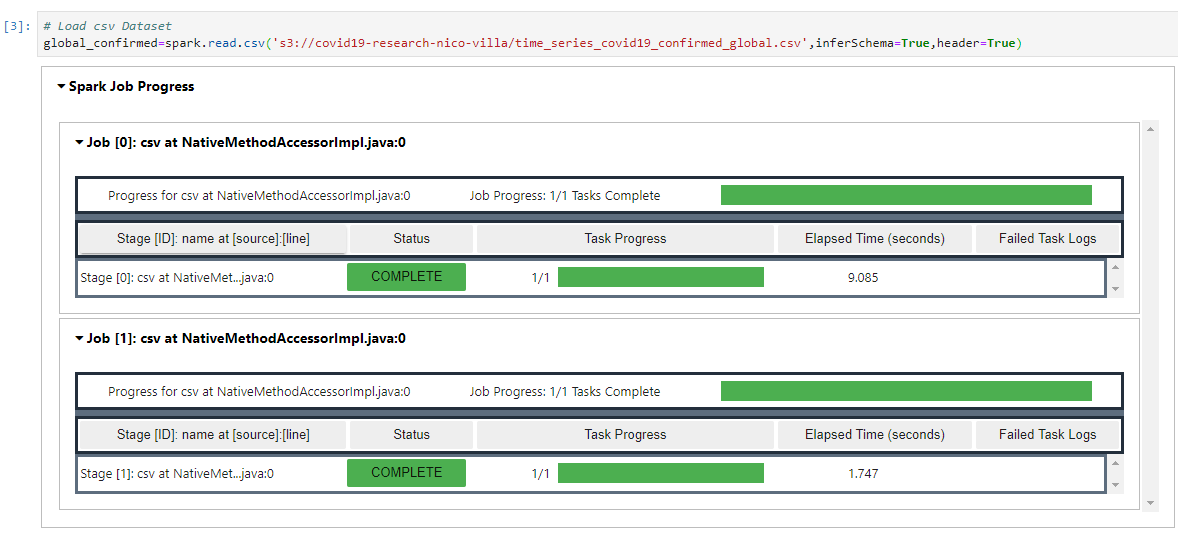 [3]: # Load csv Dataset
global_confirmed=spark.read.csv('s3://covid19-research-nico-villa/time_series_covid19_confirmed_global.csv',inferSchema=True,header=True)
Spark Job Progress
Job [0]: csv at NativeMethodAccessorImpl.java:0
Progress for csv at NativeMethodAccessorImpl.java:0 Job Progress: 1/1 Tasks Complete
Stage [ID]: name at [source]:[line] Status Task Progress Elapsed Time (seconds) Failed Task Logs
Stage [0]: csv at NativeMet...java:0 COMPLETE 1/1 9.085
Job [1]: csv at NativeMethodAccessorImpl.java:0
Progress for csv at NativeMethodAccessorImpl.java:0 Job Progress: 1/1 Tasks Complete
Stage [ID]: name at [source]:[line] Status Task Progress Elapsed Time (seconds) Failed Task Logs
Stage [1]: csv at NativeMet...java:0 COMPLETE 1/1 1.747